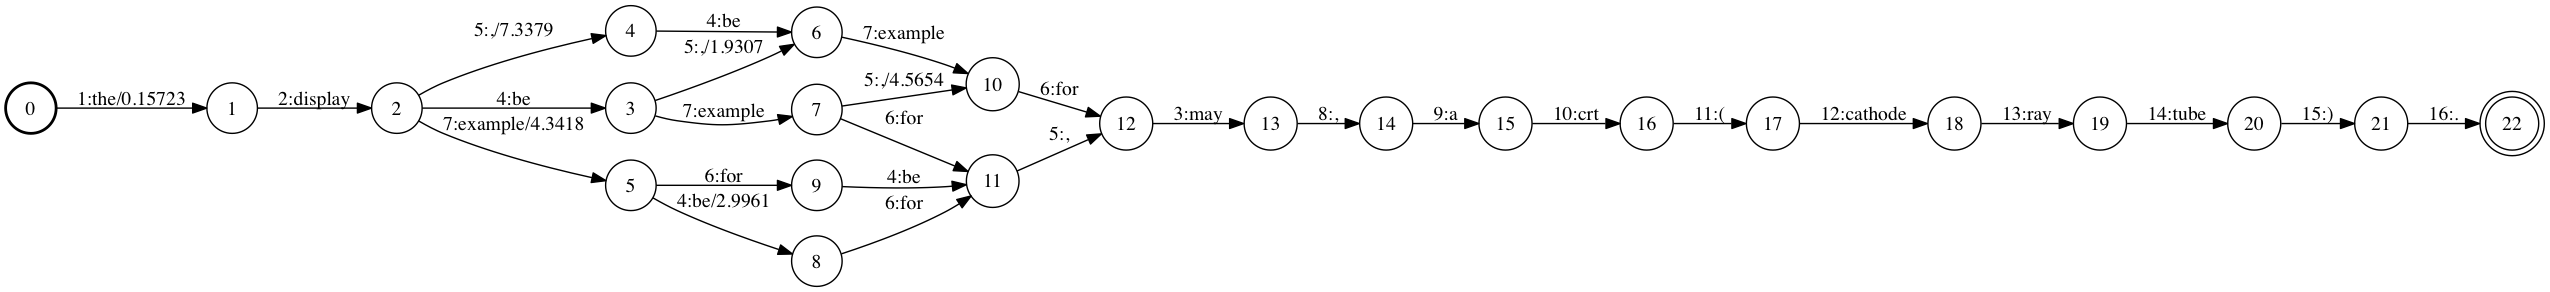 5:,/7.3379
4
4:be
6
7:example
5:,/1.9307
0
1:the/0.15723
1
2:display
2
4:be
3
7:example
7
5:,/4.5654
10
6:for
6:for
7:example/4.3418
5
6:for
9
4:be
11
5:,
12
3:may
13
8:,
14
9:a
15
10:crt
16
11:(
17
12:cathode
18
13:ray
19
14:tube
20
15:)
21
16:.
22
4:be/2.9961
8
6:for